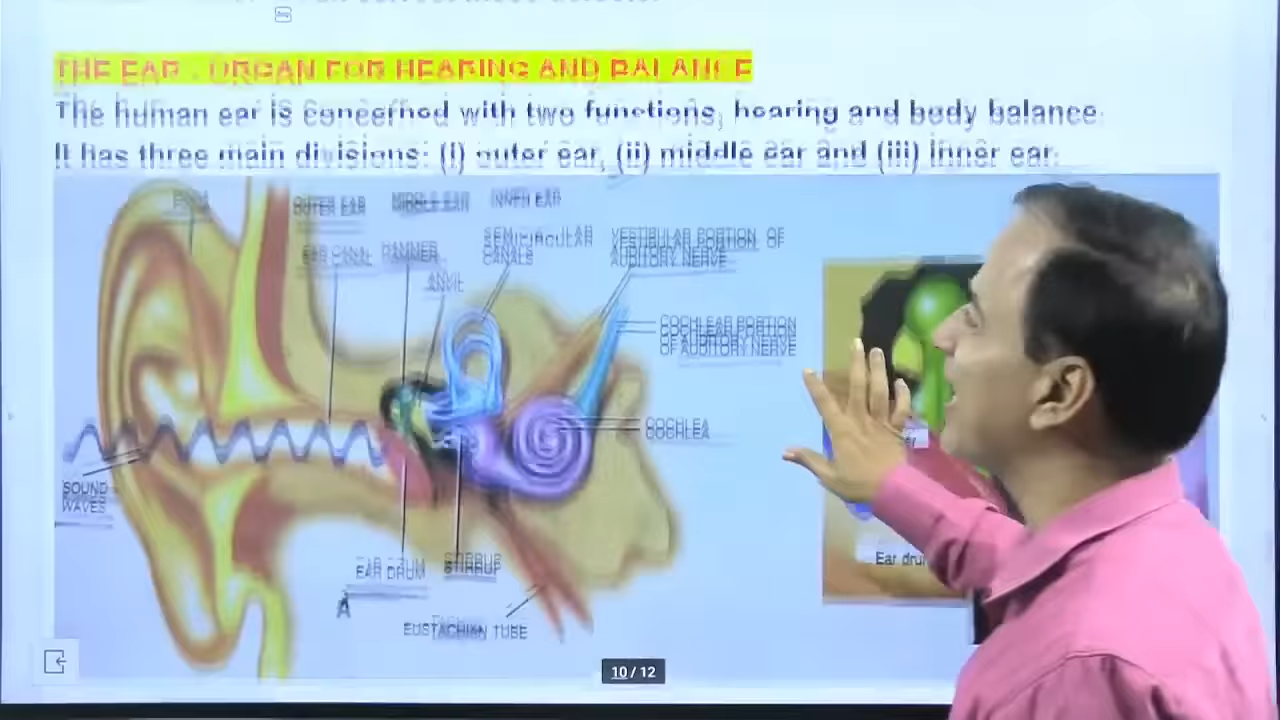 THE EAR - ORGAN FOR HEARING AND BALANCE
The human ear is concerned with two functions, hearing and body balance.
It has three main divisions: (i) outer ear, (ii) middle ear and (iii) inner ear.
PINNA
OUTER EAR
MIDDLE EAR
INNER EAR
EAR CANAL
HAMMER
ANVIL
SEMICIRCULAR
CANALS
VESTIBULAR PORTION OF
AUDITORY NERVE
COCHLEAR PORTION
OF AUDITORY NERVE
COCHLEA
SOUND
WAVES
EAR DRUM
STIRRUP
EUSTACHIAN TUBE
A
Ear dru
10 / 12